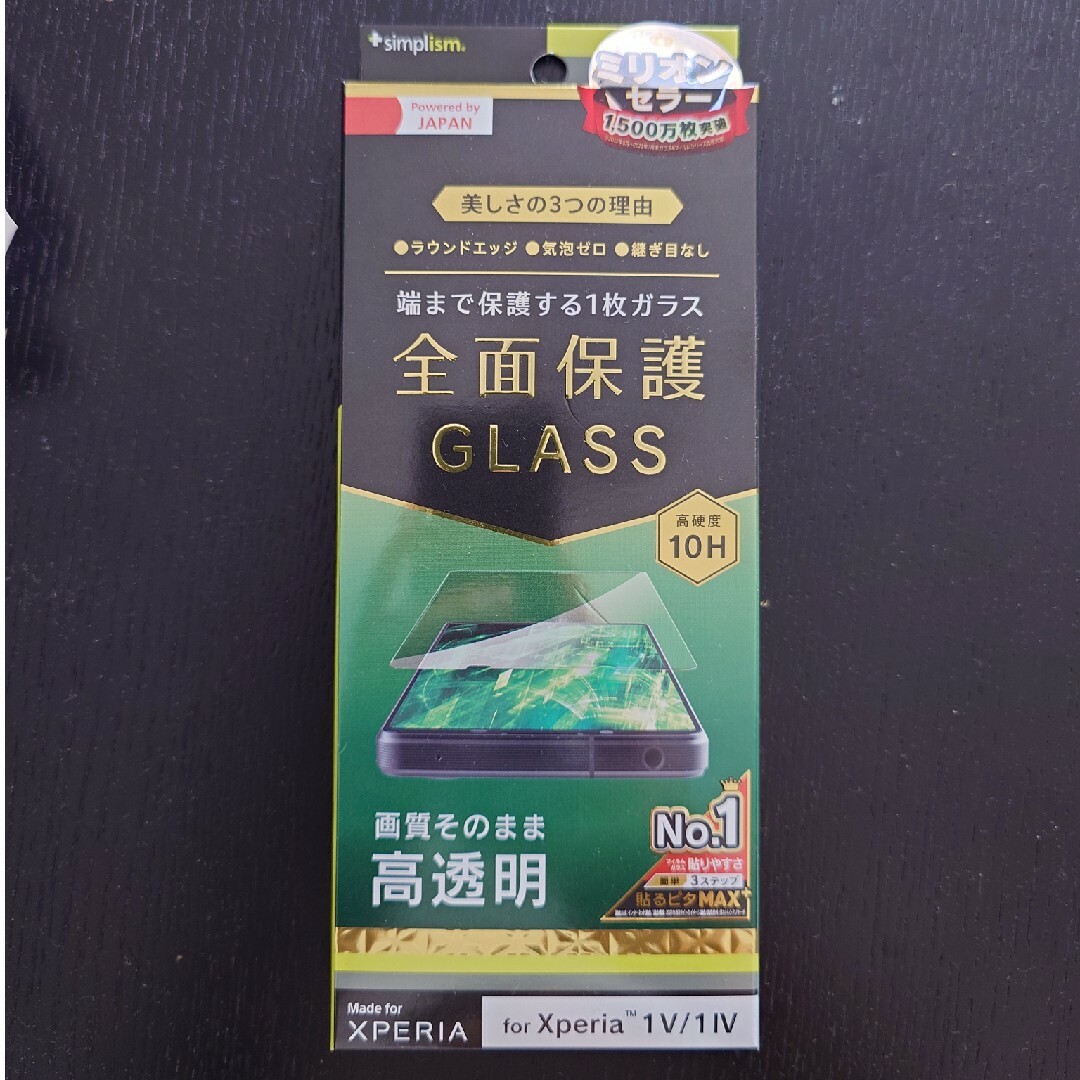 simplism.
ミリオン
セラー
1,500万枚突破
Powered by
JAPAN
美しさの3つの理由
●ラウンドエッジ ●気泡ゼロ ●継ぎ目なし
端まで保護する1枚ガラス
全面保護
GLASS
高硬度
10H
画質そのまま
高透明
No.1
貼りやすさ
簡単 3ステップ
貼るピタMAX+
Made for
XPERIA
for Xperia™ 1 V/1 IV